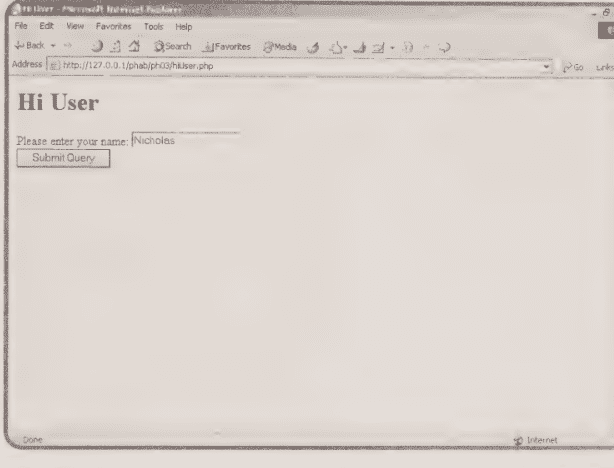 Hi User - Microsoft Internet Explorer
File Edit View Favorites Tools Help
Back Search Favorites Media
Address http://127.0.0.1/phab/ph03/hiUser.php Go Links
Hi User
Please enter your name: Nicholas
Submit Query
Done Internet